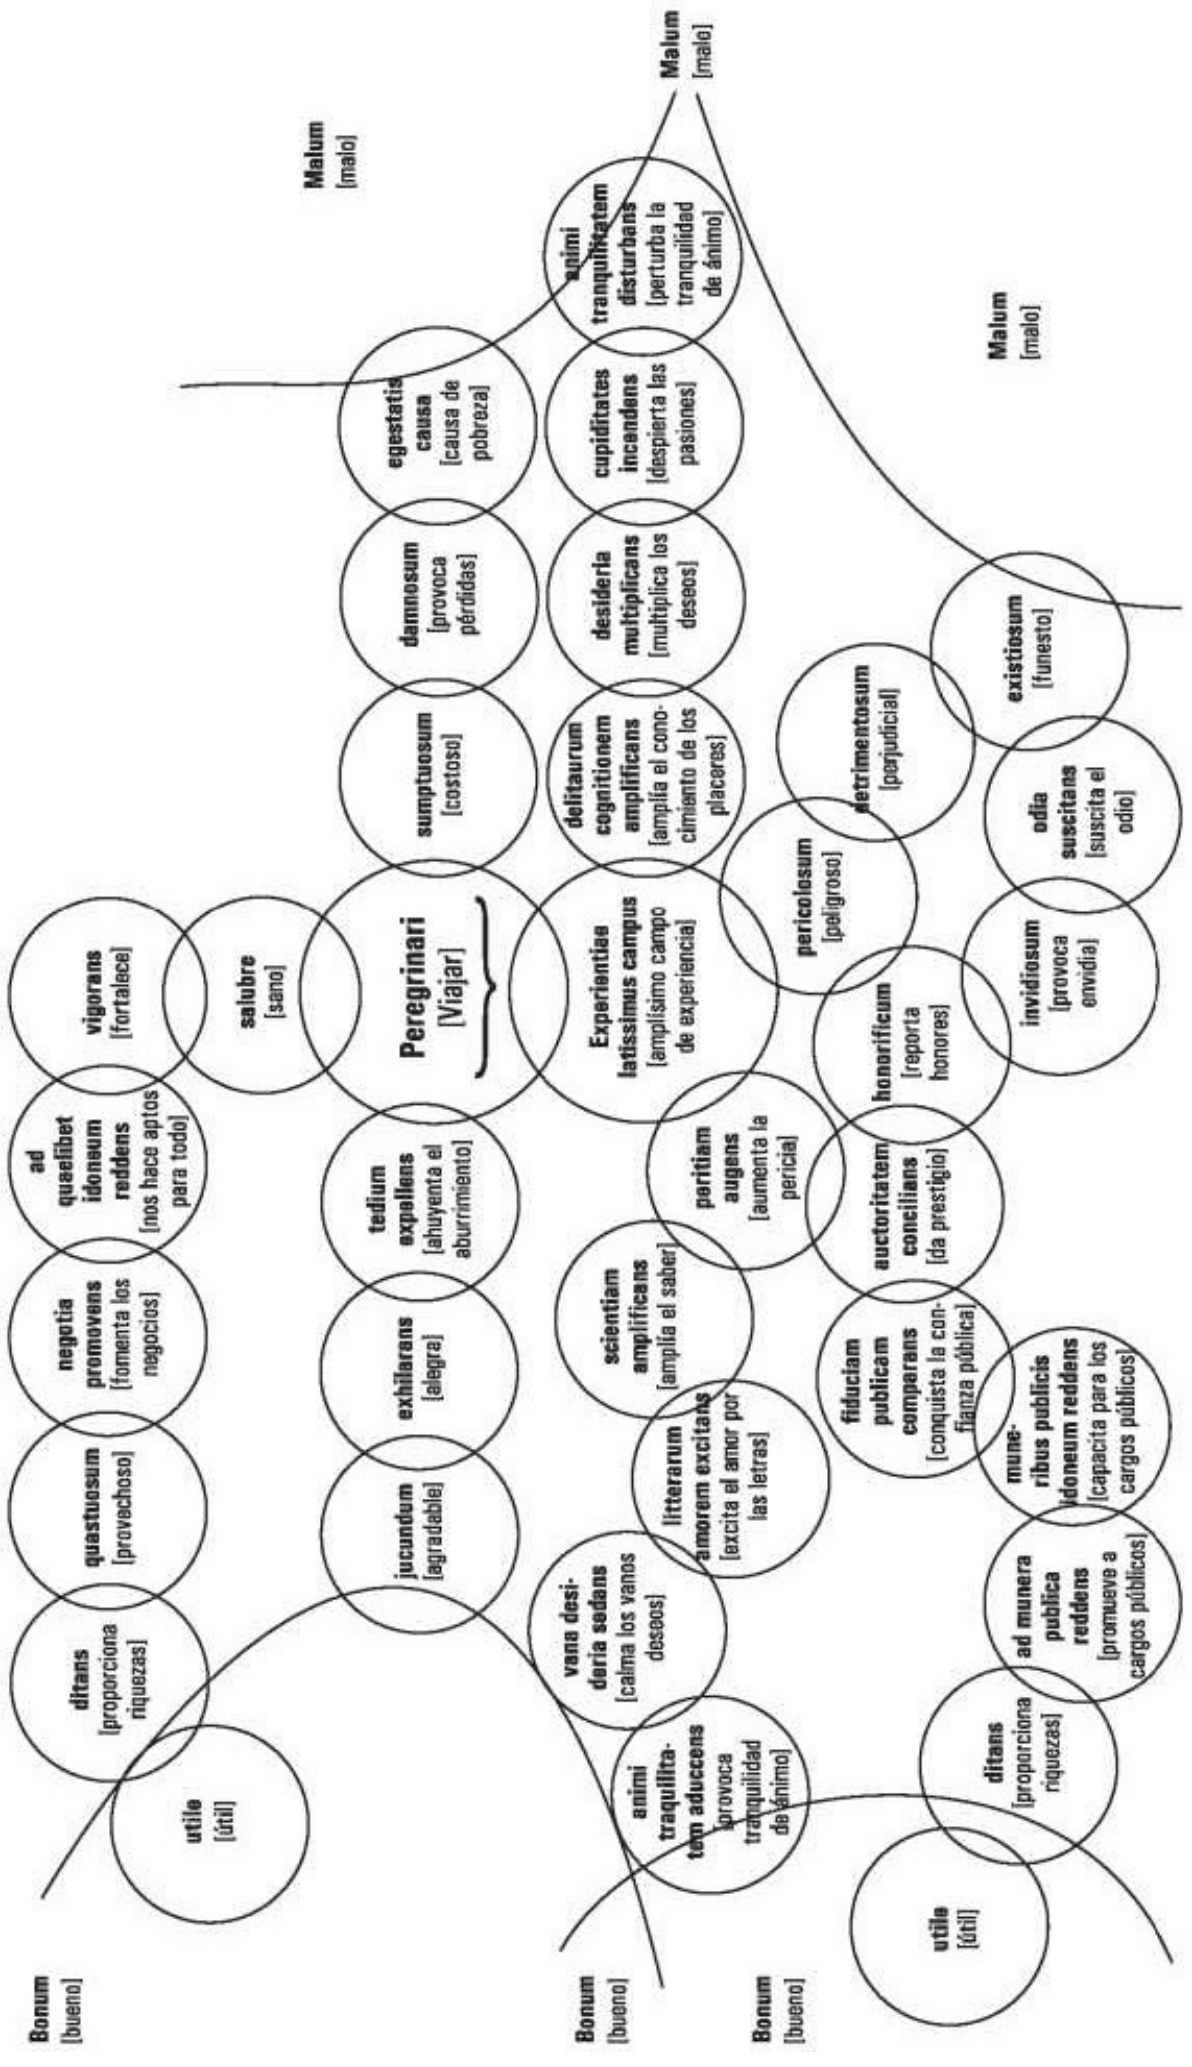 Bonum
[bueno]
ditans
[proporciona
riquezas]
quastuosum
[provechoso]
negotia
promovens
[fomenta los
negocios]
ad
quaelibet
idoneum
reddens
[nos hace aptos
para todo]
vigorans
[fortalece]
utile
[útil]
salubre
[sano]
Malum
[malo]
jucundum
[agradable]
exhilarans
[alegra]
tedium
expellens
[ahuyenta el
aburrimiento]
Peregrinari
[Viajar]
sumptuosum
[costoso]
damnosum
[provoca
pérdidas]
egestatis
causa
[causa de
pobreza]
Bonum
[bueno]
vana desi-
deria sedans
[calma los vanos
deseos]
scientiam
amplificans
[amplía el saber]
Experientiae
latissimus campus
[amplísimo campo
de experiencia]
delitaurum
cognitionem
amplificans
[amplía el cono-
cimiento de los
placeres]
desideria
multiplicans
[multiplica los
deseos]
cupiditates
incendens
[despierta las
pasiones]
animi
tranquilitatem
disturbans
[perturba la
tranquilidad
de ánimo]
Malum
[malo]
animi
traquillita-
tem aduccens
[provoca
tranquilidad
de ánimo]
litterarum
amorem excitans
[excita el amor por
las letras]
peritiam
augens
[aumenta la
pericia]
Bonum
[bueno]
fiduciam
publicam
comparans
[conquista la con-
fianza pública]
auctoritatem
concilians
[da prestigio]
honorificum
[reporta
honores]
pericolosum
[peligroso]
detrimentosum
[perjudicial]
utile
[útil]
ditans
[proporciona
riquezas]
ad munera
publica
reddens
[promueve a
cargos públicos]
mune-
ribus publicis
idoneum reddens
[capacita para los
cargos públicos]
invidiosum
[provoca
envidia]
odia
suscitans
[suscita el
odio]
existiosum
[funesto]
Malum
[malo]